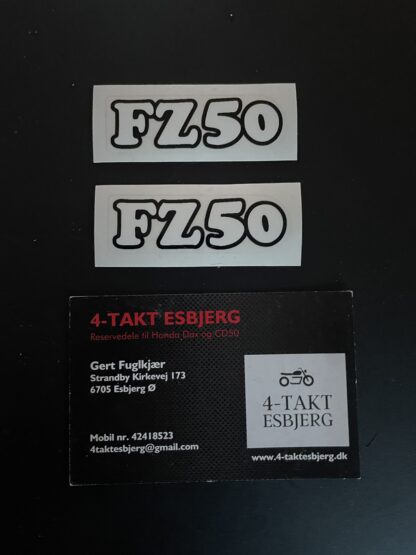 FZ50
FZ50
4-TAKT ESBJERG
Reservedele til Honda Dax og CD50
Gert Fuglkjær
Strandby Kirkevej 173
6705 Esbjerg Ø
Mobil nr. 42418523
4taktesbjerg@gmail.com
4-TAKT
ESBJERG
www.4-taktesbjerg.dk